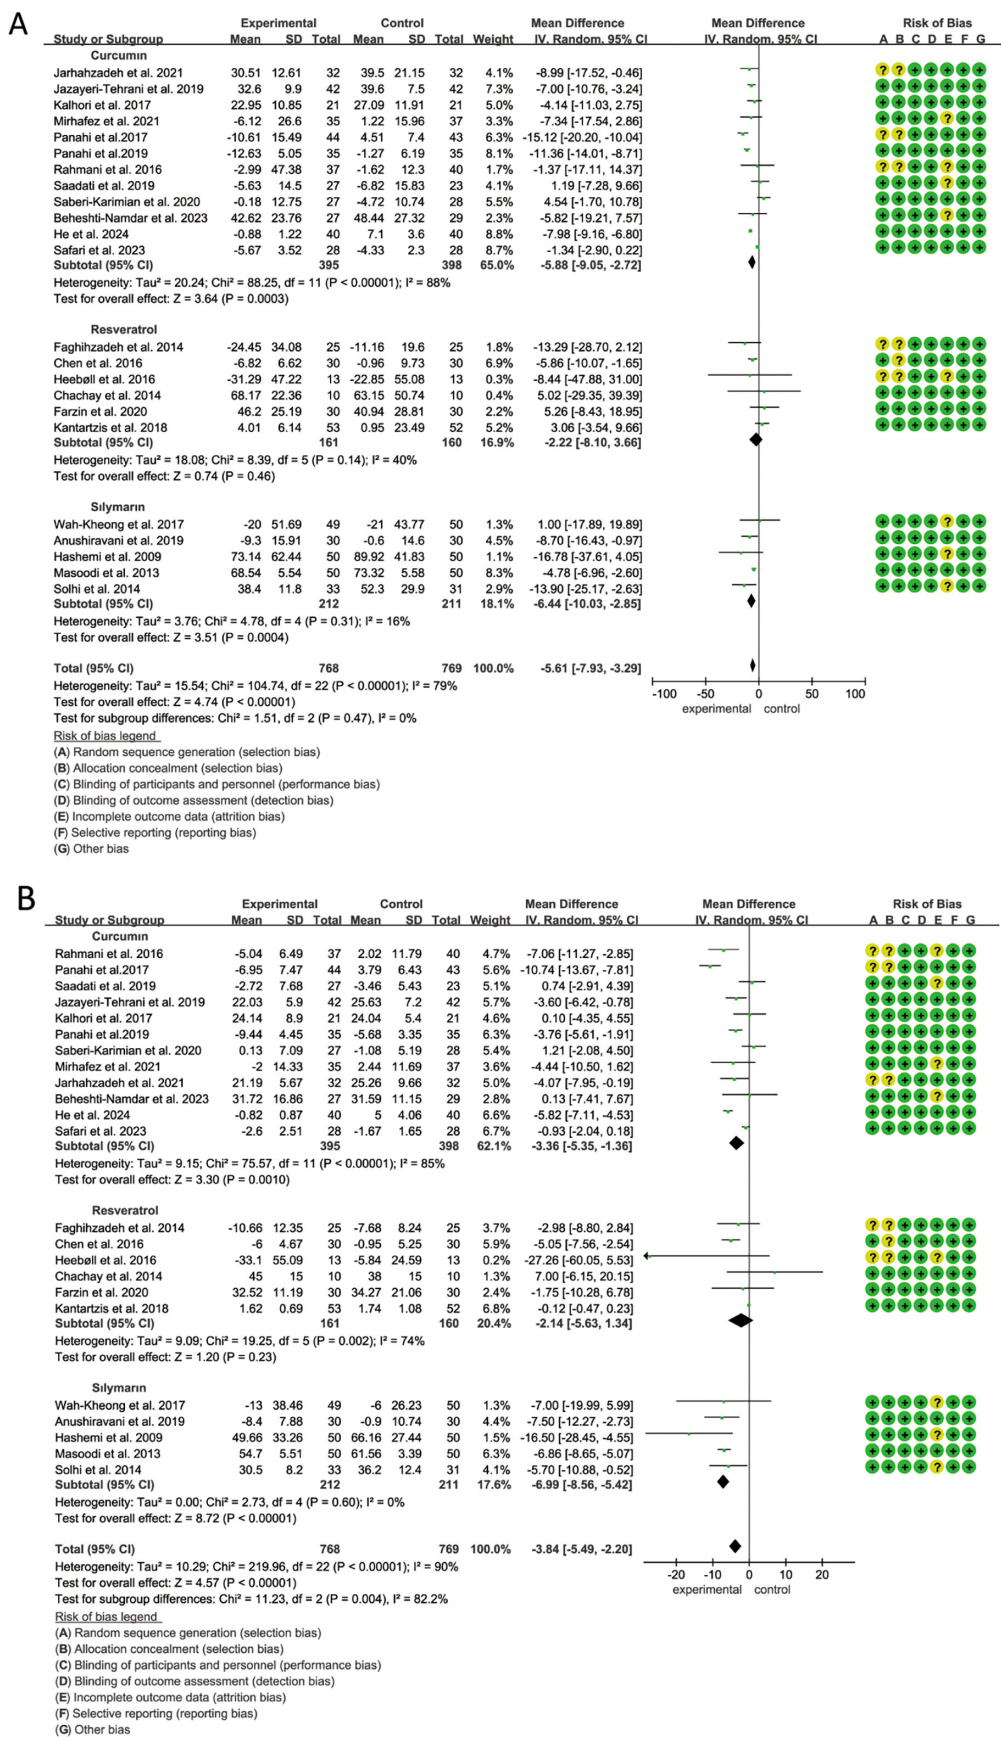 A
Experimental Control Mean Difference Mean Difference Risk of Bias
Study or Subgroup Mean SD Total Mean SD Total Weight IV, Random, 95% CI IV, Random, 95% CI A B C D E F G
Curcumin
Jarhahzadeh et al. 2021 30.51 12.61 32 39.5 21.15 32 4.1% -8.99 [-17.52, -0.46] ? ? + + + + +
Jazayeri-Tehrani et al. 2019 32.6 9.9 42 39.6 7.5 42 7.3% -7.00 [-10.76, -3.24] + + + + + + +
Kalhori et al. 2017 22.95 10.85 21 27.09 11.91 21 5.1% -4.14 [-11.03, 2.75] + + + + + + +
Mirhafez et al. 2021 -6.12 26.6 35 1.22 15.96 37 3.3% -7.34 [-17.54, 2.86] + + + + ? + +
Panahi et al.2017 -10.61 15.49 44 4.51 7.4 43 6.3% -15.12 [-20.20, -10.04] ? ? + + + + +
Panahi et al.2019 -12.63 5.05 35 -1.27 6.19 35 8.1% -11.36 [-14.01, -8.71] + + + + + + +
Rahmani et al. 2016 -2.99 47.38 37 -1.62 12.3 40 1.7% -1.37 [-17.11, 14.37] ? ? + + ? + +
Saadati et al. 2019 -5.63 14.5 27 -6.82 15.83 23 4.1% 1.19 [-7.28, 9.66] + + + + ? + +
Saberi-Karimian et al. 2020 -0.18 12.75 27 -4.72 10.74 28 5.5% 4.54 [-1.70, 10.78] + + + + + + +
Beheshti-Namdar et al. 2023 42.62 23.76 27 48.44 27.32 29 2.3% -5.82 [-19.21, 7.57] + + + + ? + +
He et al. 2024 -0.88 1.22 40 7.1 3.6 40 8.8% -7.98 [-9.16, -6.80] + + + + + + +
Safari et al. 2023 -5.67 3.52 28 -4.33 2.3 28 8.7% -1.34 [-2.90, 0.22] + + + + + + +
Subtotal (95% CI) 395 398 65.0% -5.88 [-9.05, -2.72]
Heterogeneity: Tau² = 20.24; Chi² = 88.25, df = 11 (P < 0.00001); I² = 88%
Test for overall effect: Z = 3.64 (P = 0.0003)
Resveratrol
Faghihzadeh et al. 2014 -24.45 34.08 25 -11.16 19.6 25 1.8% -13.29 [-28.70, 2.12] ? ? + + + + +
Chen et al. 2016 -6.82 6.62 30 -0.96 9.73 30 6.9% -5.86 [-10.07, -1.65] + ? + + + + +
Heebøll et al. 2016 -31.29 47.22 13 -22.85 55.08 13 0.3% -8.44 [-47.88, 31.00] ? ? + + ? + +
Chachay et al. 2014 68.17 22.36 10 63.15 50.74 10 0.4% 5.02 [-29.35, 39.39] + + + + + + +
Farzin et al. 2020 46.2 25.19 30 40.94 28.81 30 2.2% 5.26 [-8.43, 18.95] + + + + + + +
Kantartzis et al. 2018 4.01 6.14 53 0.95 23.49 52 5.2% 3.06 [-3.54, 9.66] + + + + + + +
Subtotal (95% CI) 161 160 16.9% -2.22 [-8.10, 3.66]
Heterogeneity: Tau² = 18.08; Chi² = 8.39, df = 5 (P = 0.14); I² = 40%
Test for overall effect: Z = 0.74 (P = 0.46)
Silymarin
Wah-Kheong et al. 2017 -20 51.69 49 -21 43.77 50 1.3% 1.00 [-17.89, 19.89] + + + + ? + +
Anushiravani et al. 2019 -9.3 15.91 30 -0.6 14.6 30 4.5% -8.70 [-16.43, -0.97] + + + + + + +
Hashemi et al. 2009 73.14 62.44 50 89.92 41.83 50 1.1% -16.78 [-37.61, 4.05] + + + + ? + +
Masoodi et al. 2013 68.54 5.54 50 73.32 5.58 50 8.3% -4.78 [-6.96, -2.60] + + + + + + +
Solhi et al. 2014 38.4 11.8 33 52.3 29.9 31 2.9% -13.90 [-25.17, -2.63] + + + + ? + +
Subtotal (95% CI) 212 211 18.1% -6.44 [-10.03, -2.85]
Heterogeneity: Tau² = 3.76; Chi² = 4.78, df = 4 (P = 0.31); I² = 16%
Test for overall effect: Z = 3.51 (P = 0.0004)
Total (95% CI) 768 769 100.0% -5.61 [-7.93, -3.29]
Heterogeneity: Tau² = 15.54; Chi² = 104.74, df = 22 (P < 0.00001); I² = 79%
Test for overall effect: Z = 4.74 (P < 0.00001)
Test for subgroup differences: Chi² = 1.51, df = 2 (P = 0.47), I² = 0%
-100 -50 0 50 100
experimental control
Risk of bias legend
(A) Random sequence generation (selection bias)
(B) Allocation concealment (selection bias)
(C) Blinding of participants and personnel (performance bias)
(D) Blinding of outcome assessment (detection bias)
(E) Incomplete outcome data (attrition bias)
(F) Selective reporting (reporting bias)
(G) Other bias
B
Experimental Control Mean Difference Mean Difference Risk of Bias
Study or Subgroup Mean SD Total Mean SD Total Weight IV, Random, 95% CI IV, Random, 95% CI A B C D E F G
Curcumin
Rahmani et al. 2016 -5.04 6.49 37 2.02 11.79 40 4.7% -7.06 [-11.27, -2.85] ? ? + + ? + +
Panahi et al.2017 -6.95 7.47 44 3.79 6.43 43 5.6% -10.74 [-13.67, -7.81] ? ? + + + + +
Saadati et al. 2019 -2.72 7.68 27 -3.46 5.43 23 5.1% 0.74 [-2.91, 4.39] + + + + ? + +
Jazayeri-Tehrani et al. 2019 22.03 5.9 42 25.63 7.2 42 5.7% -3.60 [-6.42, -0.78] + + + + + + +
Kalhori et al. 2017 24.14 8.9 21 24.04 5.4 21 4.6% 0.10 [-4.35, 4.55] + + + + + + +
Panahi et al.2019 -9.44 4.45 35 -5.68 3.35 35 6.3% -3.76 [-5.61, -1.91] + + + + + + +
Saberi-Karimian et al. 2020 0.13 7.09 27 -1.08 5.19 28 5.4% 1.21 [-2.08, 4.50] + + + + + + +
Mirhafez et al. 2021 -2 14.33 35 2.44 11.69 37 3.6% -4.44 [-10.50, 1.62] + + + + ? + +
Jarhahzadeh et al. 2021 21.19 5.67 32 25.26 9.66 32 4.9% -4.07 [-7.95, -0.19] ? ? + + + + +
Beheshti-Namdar et al. 2023 31.72 16.86 27 31.59 11.15 29 2.8% 0.13 [-7.41, 7.67] + + + + ? + +
He et al. 2024 -0.82 0.87 40 5 4.06 40 6.6% -5.82 [-7.11, -4.53] + + + + + + +
Safari et al. 2023 -2.6 2.51 28 -1.67 1.65 28 6.7% -0.93 [-2.04, 0.18] + + + + + + +
Subtotal (95% CI) 395 398 62.1% -3.36 [-5.35, -1.36]
Heterogeneity: Tau² = 9.15; Chi² = 75.57, df = 11 (P < 0.00001); I² = 85%
Test for overall effect: Z = 3.30 (P = 0.0010)
Resveratrol
Faghihzadeh et al. 2014 -10.66 12.35 25 -7.68 8.24 25 3.7% -2.98 [-8.80, 2.84] ? ? + + + + +
Chen et al. 2016 -6 4.67 30 -0.95 5.25 30 6.0% -5.05 [-7.56, -2.54] + ? + + + + +
Heebøll et al. 2016 -33.1 55.09 13 -5.84 24.59 13 0.2% -27.26 [-60.05, 5.53] ? ? + + ? + +
Chachay et al. 2014 45 15 10 38 15 10 1.3% 7.00 [-6.15, 20.15] + + + + + + +
Farzin et al. 2020 32.52 11.19 30 34.27 21.06 30 2.4% -1.75 [-10.28, 6.78] + + + + + + +
Kantartzis et al. 2018 1.62 0.69 53 1.74 1.08 52 6.8% -0.12 [-0.47, 0.23] + + + + + + +
Subtotal (95% CI) 161 160 20.4% -2.14 [-5.63, 1.34]
Heterogeneity: Tau² = 9.09; Chi² = 19.25, df = 5 (P = 0.002); I² = 74%
Test for overall effect: Z = 1.20 (P = 0.23)
Silymarin
Wah-Kheong et al. 2017 -13 38.46 49 -6 26.23 50 1.3% -7.00 [-19.99, 5.99] + + + + ? + +
Anushiravani et al. 2019 -8.4 7.88 30 -0.9 10.74 30 4.4% -7.50 [-12.27, -2.73] + + + + + + +
Hashemi et al. 2009 49.66 33.26 50 66.16 27.44 50 1.5% -16.50 [-28.45, -4.55] + + + + ? + +
Masoodi et al. 2013 54.7 5.51 50 61.56 3.39 50 6.3% -6.86 [-8.65, -5.07] + + + + + + +
Solhi et al. 2014 30.5 8.2 33 36.2 12.4 31 4.1% -5.70 [-10.88, -0.52] + + + + ? + +
Subtotal (95% CI) 212 211 17.6% -6.99 [-8.56, -5.42]
Heterogeneity: Tau² = 0.00; Chi² = 2.73, df = 4 (P = 0.60); I² = 0%
Test for overall effect: Z = 8.72 (P < 0.00001)
Total (95% CI) 768 769 100.0% -3.84 [-5.49, -2.20]
Heterogeneity: Tau² = 10.29; Chi² = 219.96, df = 22 (P < 0.00001); I² = 90%
Test for overall effect: Z = 4.57 (P < 0.00001)
Test for subgroup differences: Chi² = 11.23, df = 2 (P = 0.004), I² = 82.2%
-20 -10 0 10 20
experimental control
Risk of bias legend
(A) Random sequence generation (selection bias)
(B) Allocation concealment (selection bias)
(C) Blinding of participants and personnel (performance bias)
(D) Blinding of outcome assessment (detection bias)
(E) Incomplete outcome data (attrition bias)
(F) Selective reporting (reporting bias)
(G) Other bias